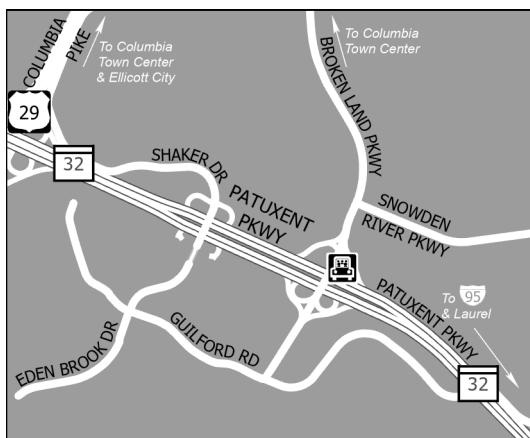 COLUMBIA
PIKE
To Columbia
Town Center
& Ellicott City
BROKEN LAND PKWY
To Columbia
Town Center
29
32
SHAKER DR
PATUXENT
PKWY
SNOWDEN
RIVER PKWY
PATUXENT PKWY
To 95
& Laurel
EDEN BROOK DR
GUILFORD RD
32